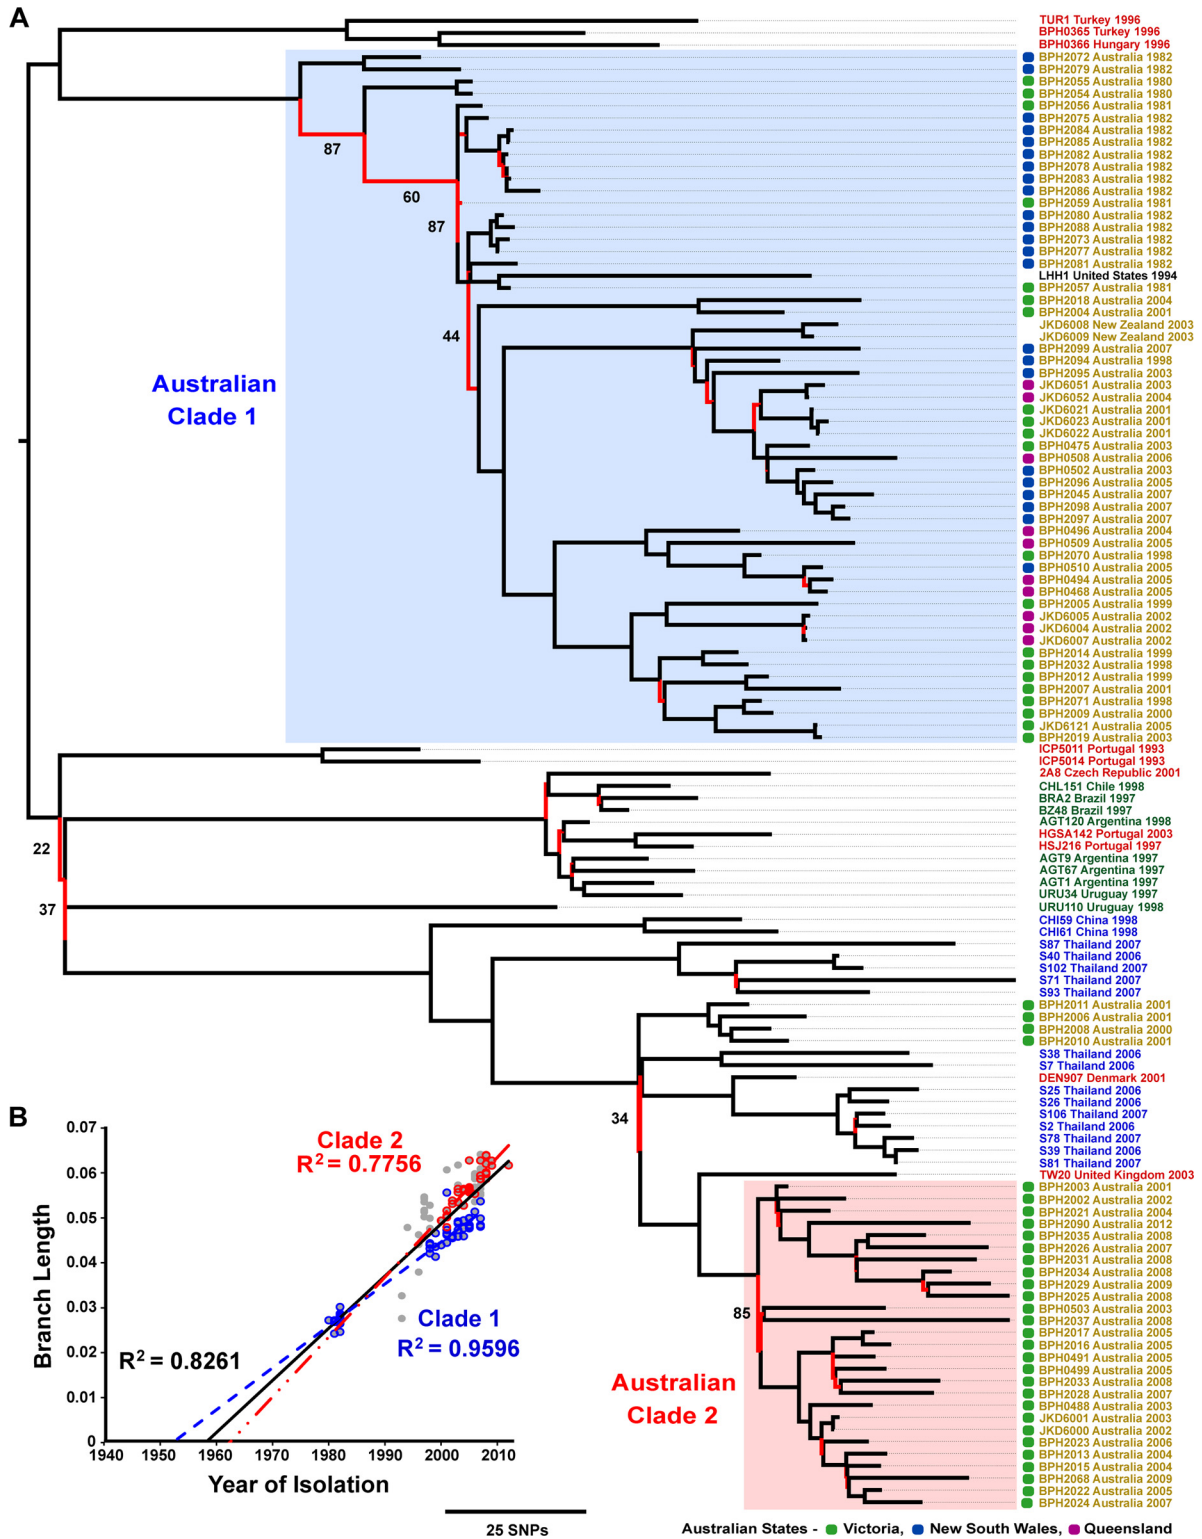 A
TUR1 Turkey 1996
BPH0365 Turkey 1996
BPH0366 Hungary 1996
BPH2072 Australia 1982
BPH2079 Australia 1982
BPH2055 Australia 1980
BPH2054 Australia 1980
BPH2056 Australia 1981
BPH2075 Australia 1982
BPH2084 Australia 1982
BPH2085 Australia 1982
BPH2082 Australia 1982
BPH2078 Australia 1982
BPH2083 Australia 1982
BPH2086 Australia 1982
BPH2059 Australia 1981
BPH2080 Australia 1982
BPH2088 Australia 1982
BPH2073 Australia 1982
BPH2077 Australia 1982
BPH2081 Australia 1982
LHH1 United States 1994
BPH2057 Australia 1981
BPH2018 Australia 2004
BPH2004 Australia 2001
JKD6008 New Zealand 2003
JKD6009 New Zealand 2003
BPH2099 Australia 2007
BPH2094 Australia 1998
BPH2095 Australia 2003
JKD6051 Australia 2003
JKD6052 Australia 2004
JKD6021 Australia 2001
JKD6023 Australia 2001
JKD6022 Australia 2001
BPH0475 Australia 2003
BPH0508 Australia 2006
BPH0502 Australia 2003
BPH2096 Australia 2005
BPH2045 Australia 2007
BPH2098 Australia 2007
BPH2097 Australia 2007
BPH0496 Australia 2004
BPH0509 Australia 2005
BPH2070 Australia 1998
BPH0510 Australia 2005
BPH0494 Australia 2005
BPH0468 Australia 2005
BPH2005 Australia 1999
JKD6005 Australia 2002
JKD6004 Australia 2002
JKD6007 Australia 2002
BPH2014 Australia 1999
BPH2032 Australia 1998
BPH2012 Australia 1999
BPH2007 Australia 2001
BPH2071 Australia 1998
BPH2009 Australia 2000
JKD6121 Australia 2005
BPH2019 Australia 2003
ICP5011 Portugal 1993
ICP5014 Portugal 1993
2A8 Czech Republic 2001
CHL151 Chile 1998
BRA2 Brazil 1997
BZ48 Brazil 1997
AGT120 Argentina 1998
HGSA142 Portugal 2003
HSJ216 Portugal 1997
AGT9 Argentina 1997
AGT67 Argentina 1997
AGT1 Argentina 1997
URU34 Uruguay 1997
URU110 Uruguay 1998
CHI59 China 1998
CHI61 China 1998
S87 Thailand 2007
S40 Thailand 2006
S102 Thailand 2007
S71 Thailand 2007
S93 Thailand 2007
BPH2011 Australia 2001
BPH2006 Australia 2001
BPH2008 Australia 2000
BPH2010 Australia 2001
S38 Thailand 2006
S7 Thailand 2006
DEN907 Denmark 2001
S25 Thailand 2006
S26 Thailand 2006
S106 Thailand 2007
S2 Thailand 2006
S78 Thailand 2007
S39 Thailand 2006
S81 Thailand 2007
TW20 United Kingdom 2003
BPH2003 Australia 2001
BPH2002 Australia 2002
BPH2021 Australia 2004
BPH2090 Australia 2012
BPH2035 Australia 2008
BPH2026 Australia 2007
BPH2031 Australia 2008
BPH2034 Australia 2008
BPH2029 Australia 2009
BPH2025 Australia 2008
BPH0503 Australia 2003
BPH2037 Australia 2008
BPH2017 Australia 2005
BPH2016 Australia 2005
BPH0491 Australia 2005
BPH0499 Australia 2005
BPH2033 Australia 2008
BPH2028 Australia 2007
BPH0488 Australia 2003
JKD6001 Australia 2003
JKD6000 Australia 2002
BPH2023 Australia 2006
BPH2013 Australia 2004
BPH2015 Australia 2004
BPH2068 Australia 2009
BPH2022 Australia 2005
BPH2024 Australia 2007
87
60
87
44
Australian
Clade 1
22
37
34
85
Australian
Clade 2
B
0.07
0.06
0.05
0.04
0.03
0.02
0.01
0
Branch Length
Clade 2
R² = 0.7756
Clade 1
R² = 0.9596
R² = 0.8261
1940 1950 1960 1970 1980 1990 2000 2010
Year of Isolation
25 SNPs
Australian States - Victoria, New South Wales, Queensland